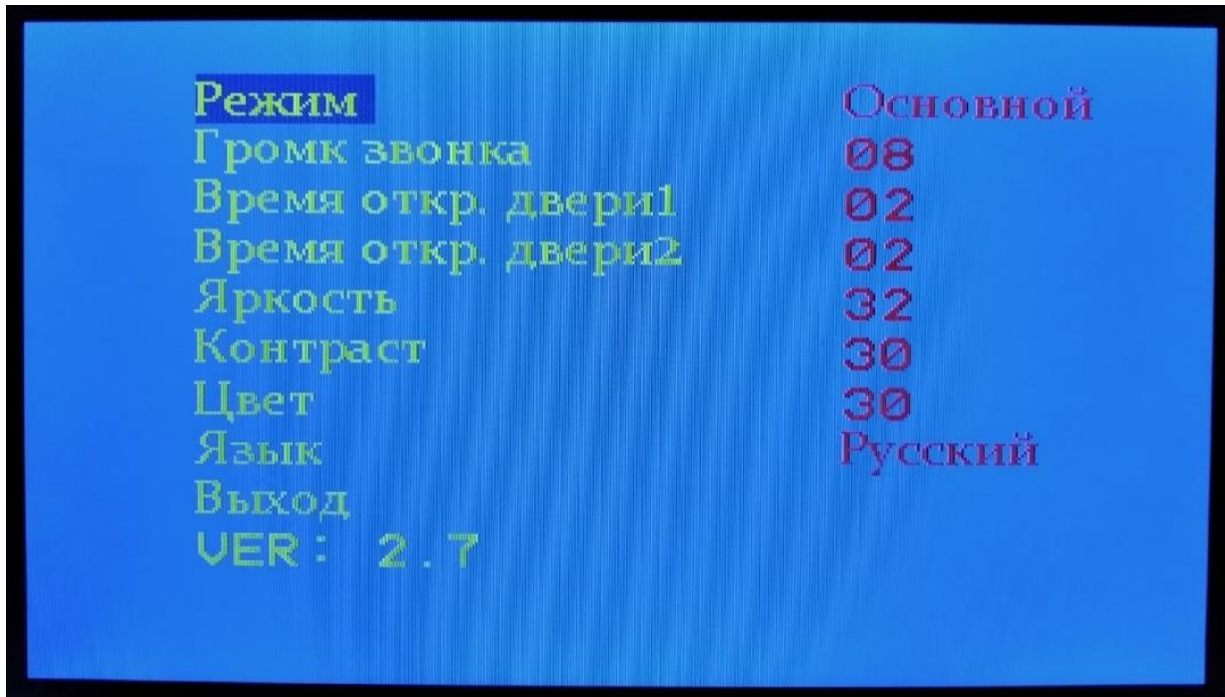 Режим Основной
Громк звонка 08
Время откр. двери1 02
Время откр. двери2 02
Яркость 32
Контраст 30
Цвет 30
Язык Русский
Выход
VER: 2.7